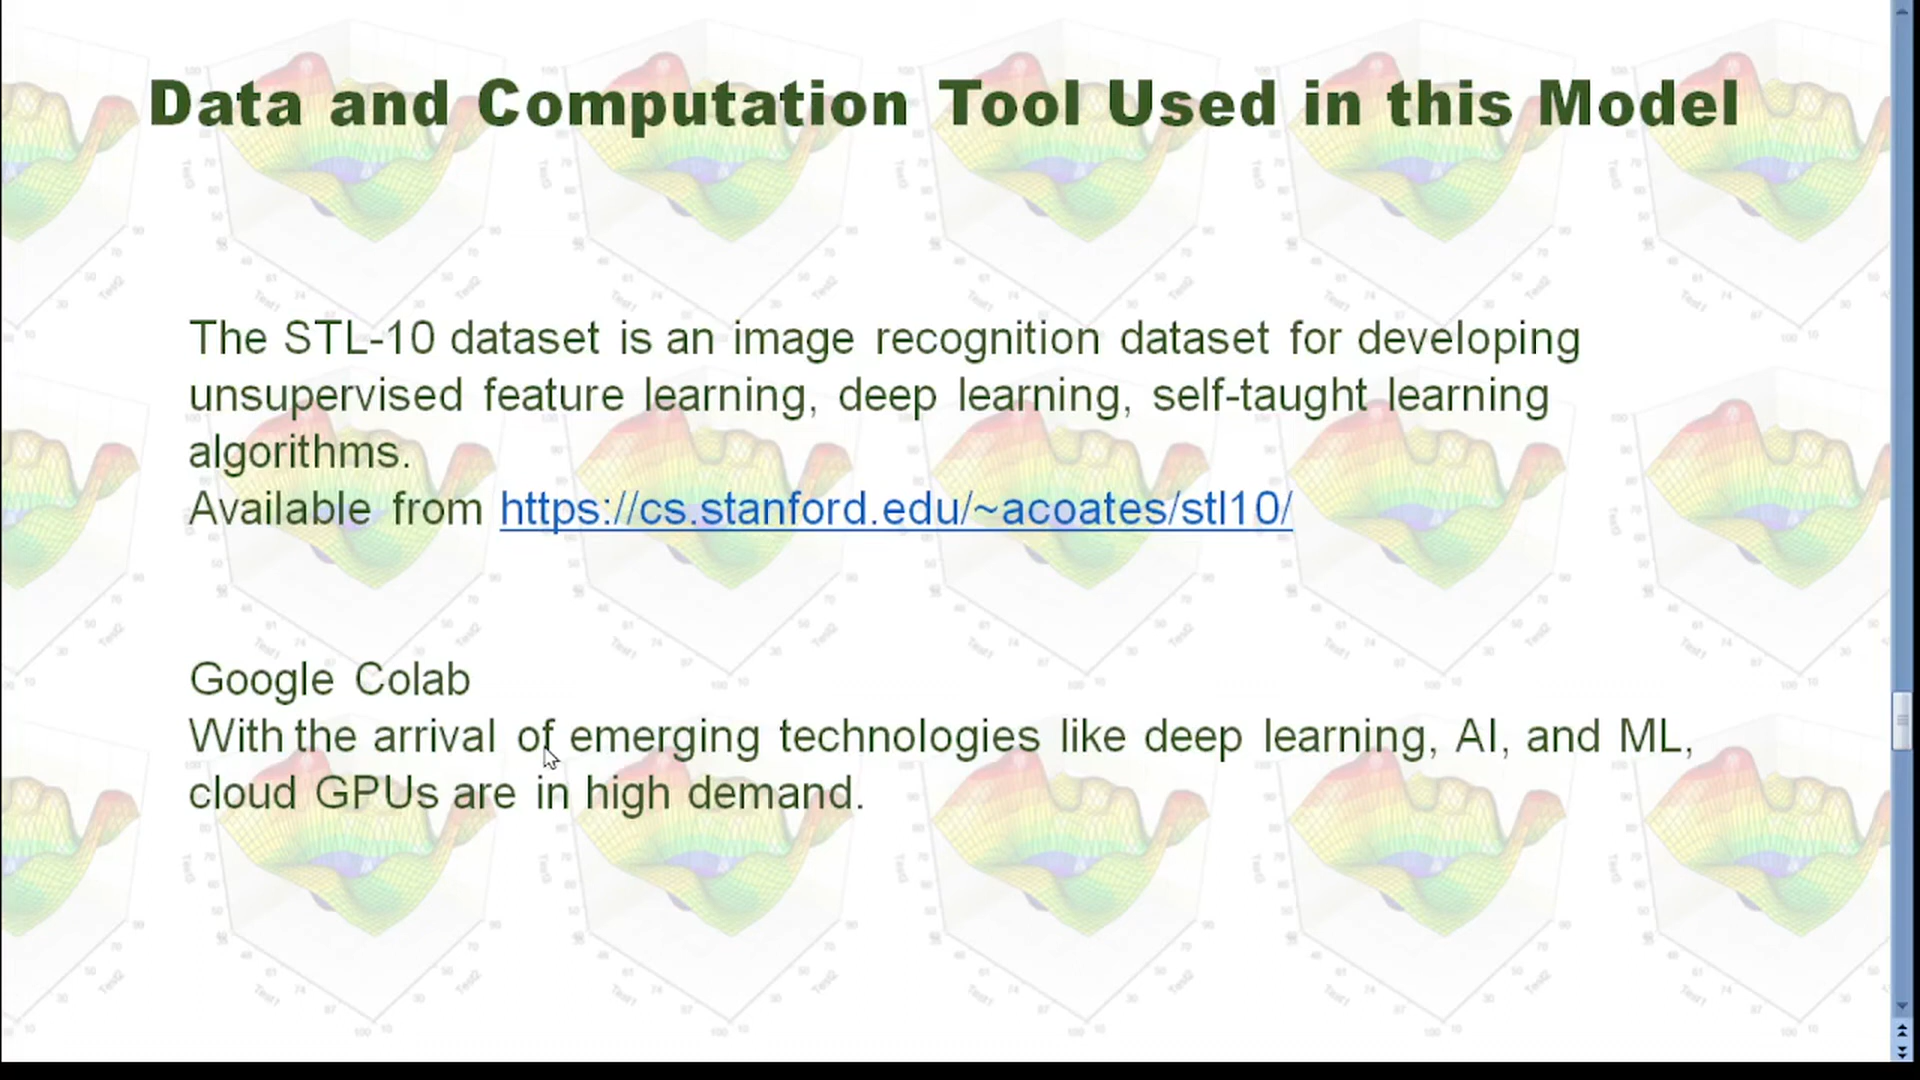 Data and Computation Tool Used in this Model
The STL-10 dataset is an image recognition dataset for developing
unsupervised feature learning, deep learning, self-taught learning
algorithms.
Available from https://cs.stanford.edu/~acoates/stl10/
Google Colab
With the arrival of emerging technologies like deep learning, AI, and ML,
cloud GPUs are in high demand.